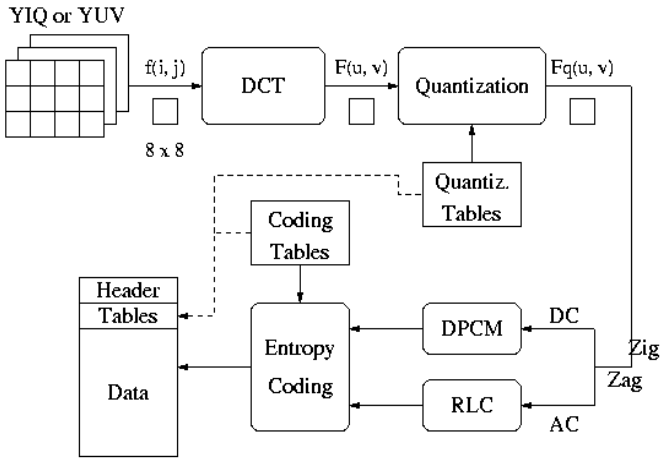 YIQ or YUV
f(i, j)
DCT
F(u, v)
Quantization
Fq(u, v)
8 x 8
Quantiz.
Tables
Coding
Tables
Header
Tables
Data
Entropy
Coding
DPCM
DC
RLC
AC
Zig
Zag